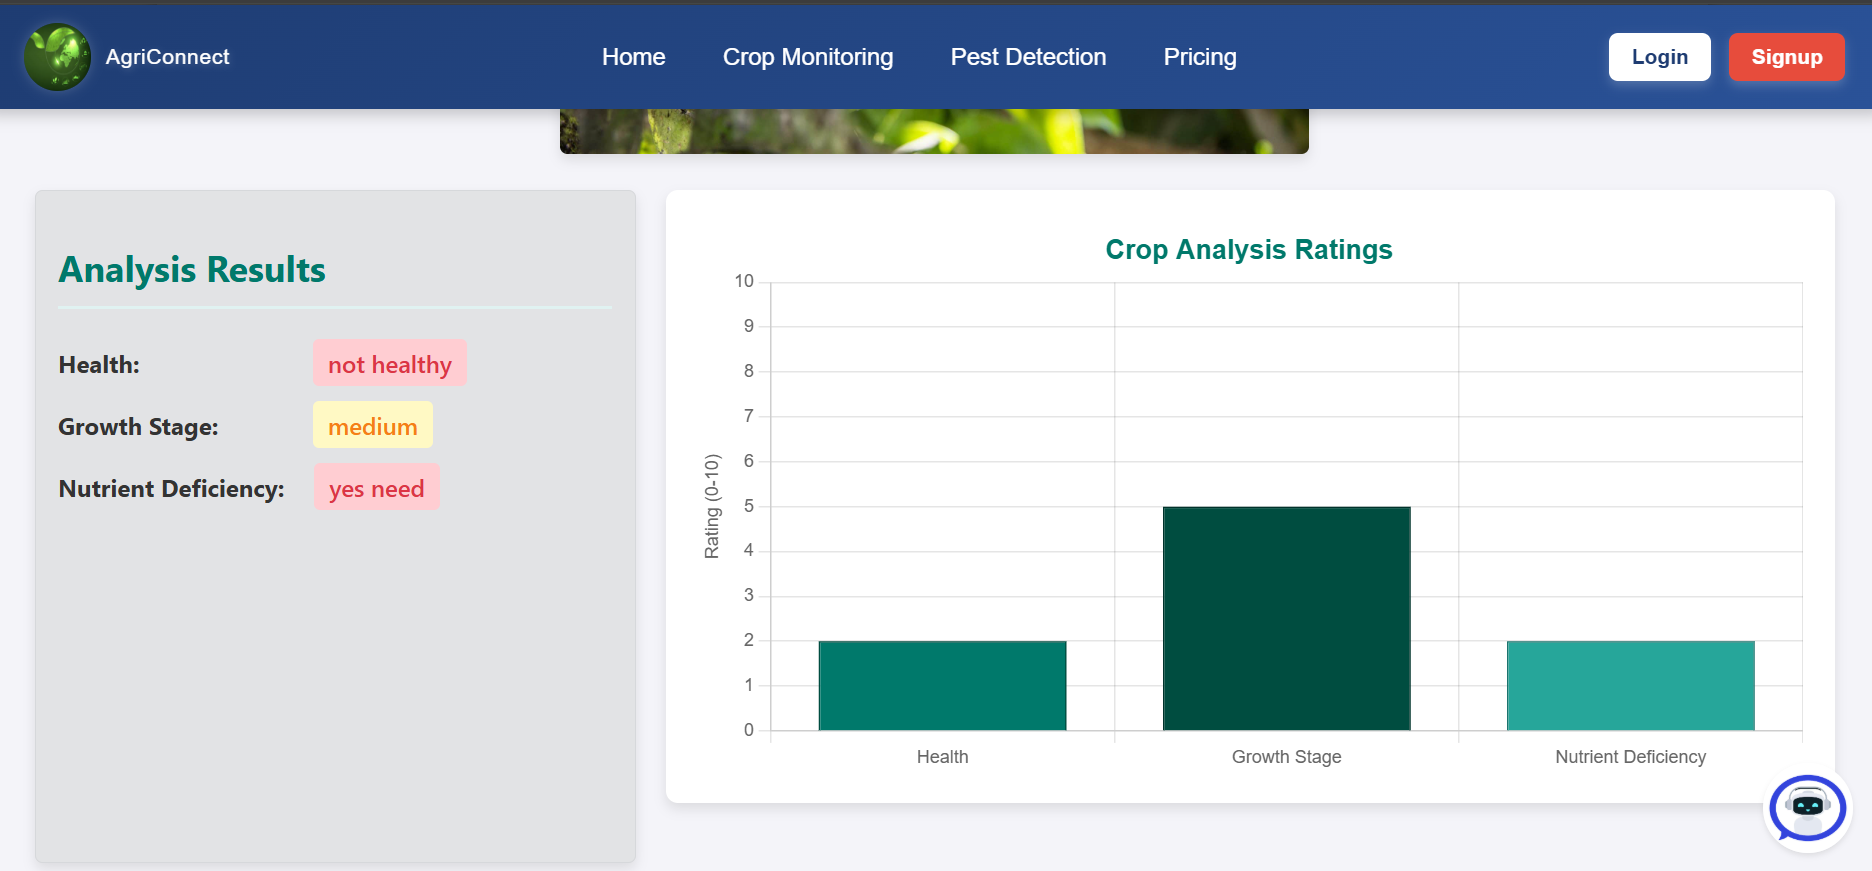 AgriConnect
Home Crop Monitoring Pest Detection Pricing
Login Signup
Analysis Results
Health: not healthy
Growth Stage: medium
Nutrient Deficiency: yes need
Crop Analysis Ratings
Rating (0-10)
10
9
8
7
6
5
4
3
2
1
0
Health Growth Stage Nutrient Deficiency